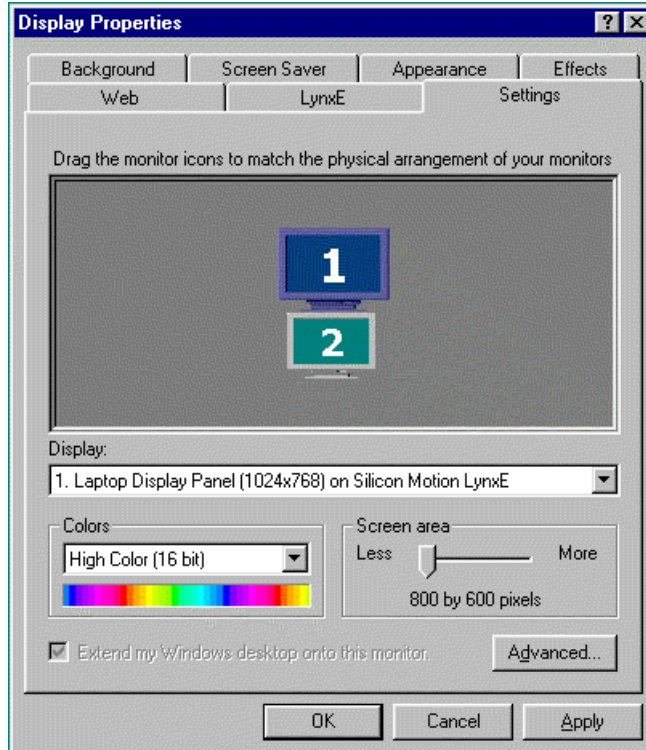 Display Properties
Background Screen Saver Appearance Effects
Web LynxE Settings
Drag the monitor icons to match the physical arrangement of your monitors
1
2
Display:
1. Laptop Display Panel (1024x768) on Silicon Motion LynxE
Colors
Screen area
High Color (16 bit)
Less More
800 by 600 pixels
Extend my Windows desktop onto this monitor.
Advanced...
OK Cancel Apply